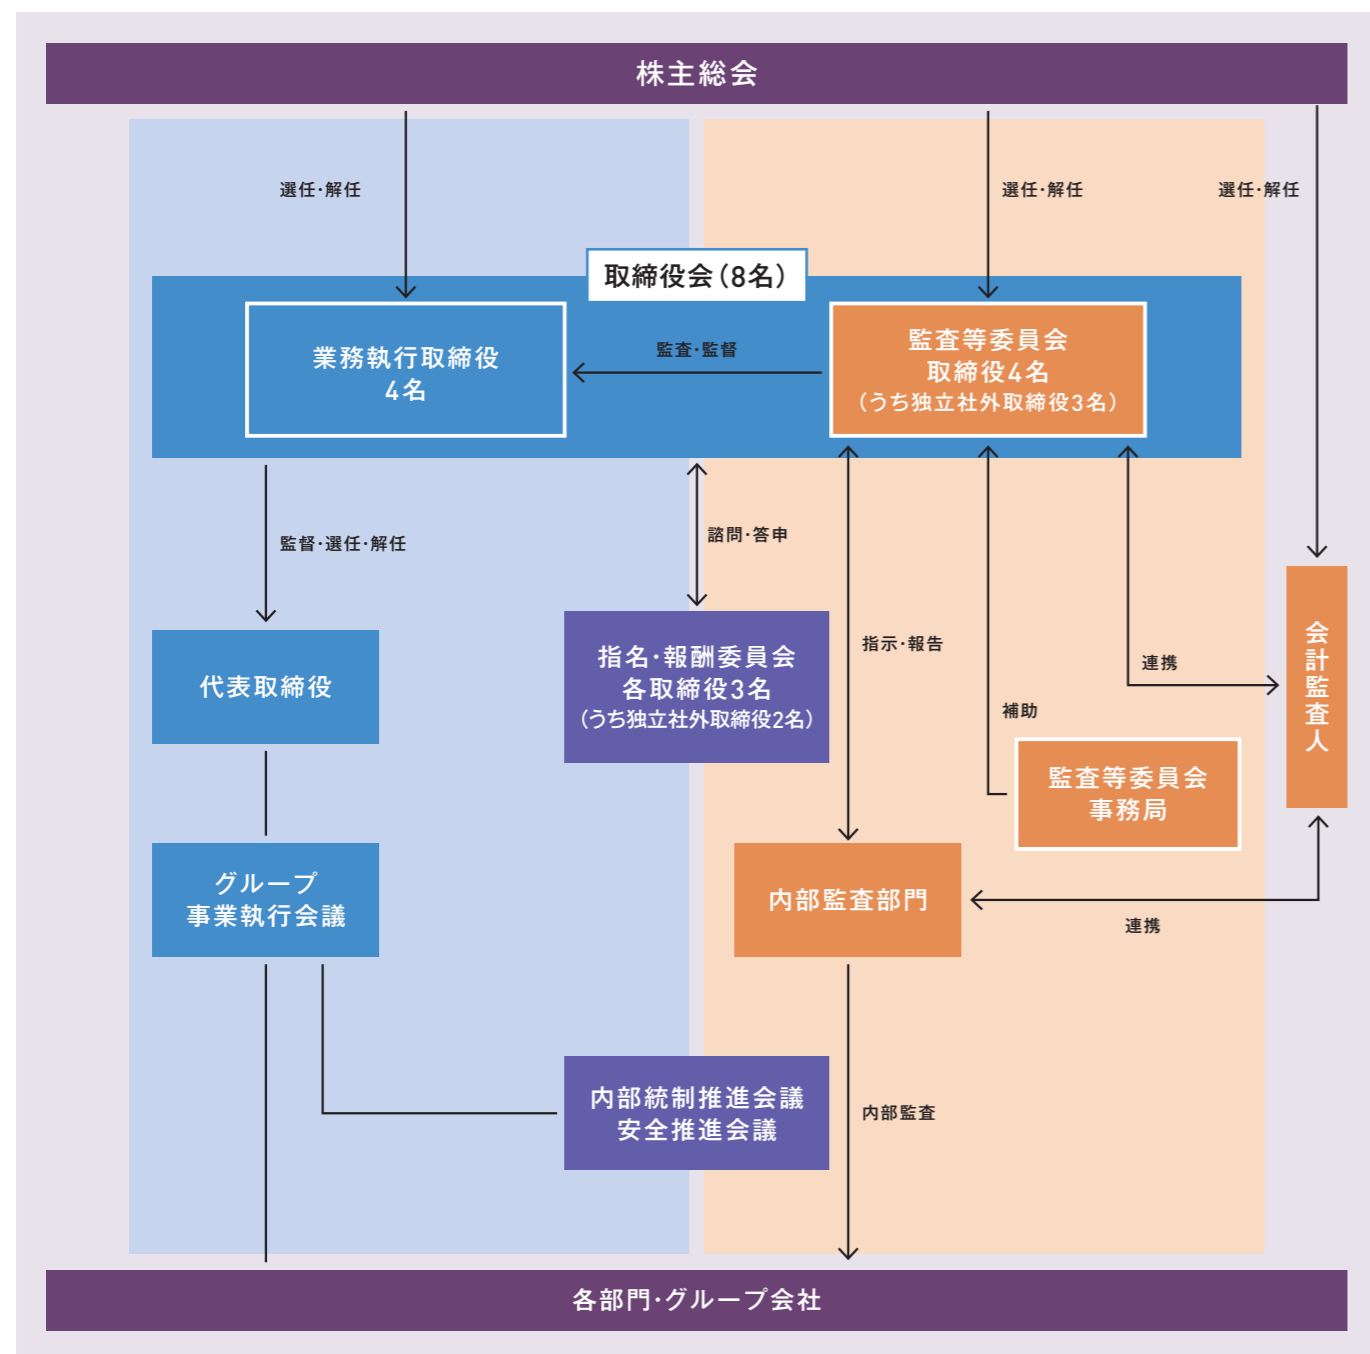 株主総会
選任・解任
選任・解任
選任・解任
取締役会（8名）
業務執行取締役
4名
監査・監督
監査等委員会
取締役4名
（うち独立社外取締役3名）
監督・選任・解任
諮問・答申
代表取締役
指名・報酬委員会
各取締役3名
（うち独立社外取締役2名）
指示・報告
連携
補助
会計監査人
監査等委員会
事務局
グループ
事業執行会議
内部監査部門
連携
内部統制推進会議
安全推進会議
内部監査
各部門・グループ会社